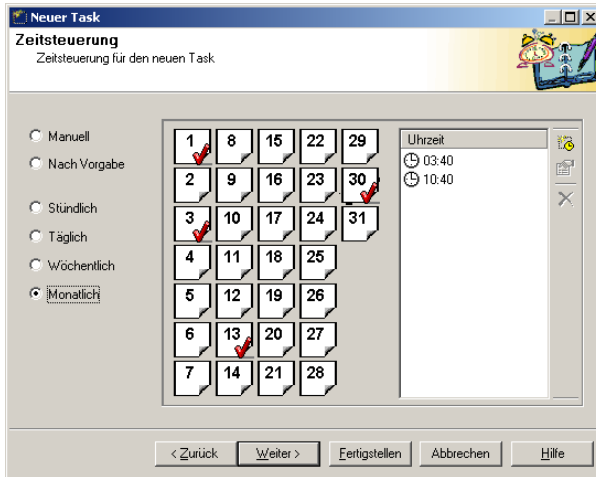 Neuer Task
Zeitsteuerung
Zeitsteuerung für den neuen Task
Manuell
Nach Vorgabe
Stündlich
Täglich
Wöchentlich
Monatlich
1 8 15 22 29
2 9 16 23 30
3 10 17 24 31
4 11 18 25
5 12 19 26
6 13 20 27
7 14 21 28
Uhrzeit
03:40
10:40
< Zurück Weiter > Fertigstellen Abbrechen Hilfe